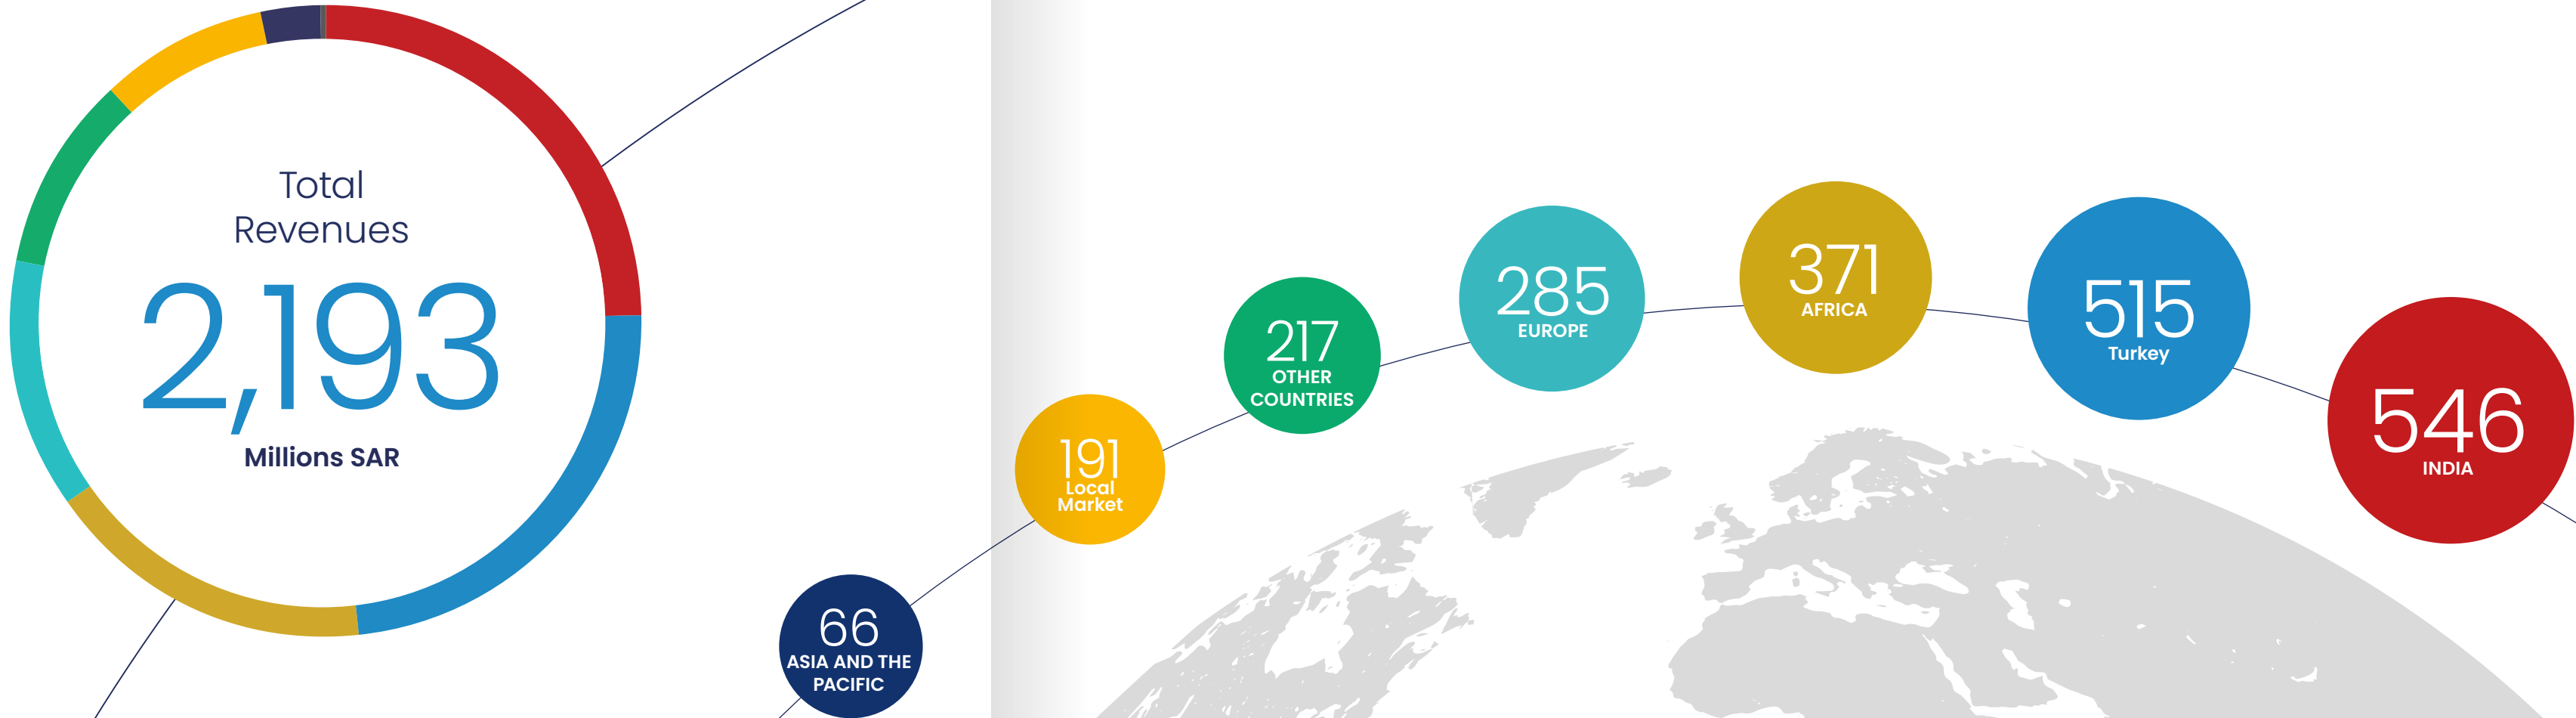 Total
Revenues
2,193
Millions SAR
66
ASIA AND THE
PACIFIC
191
Local
Market
217
OTHER
COUNTRIES
285
EUROPE
371
AFRICA
515
Turkey
546
INDIA